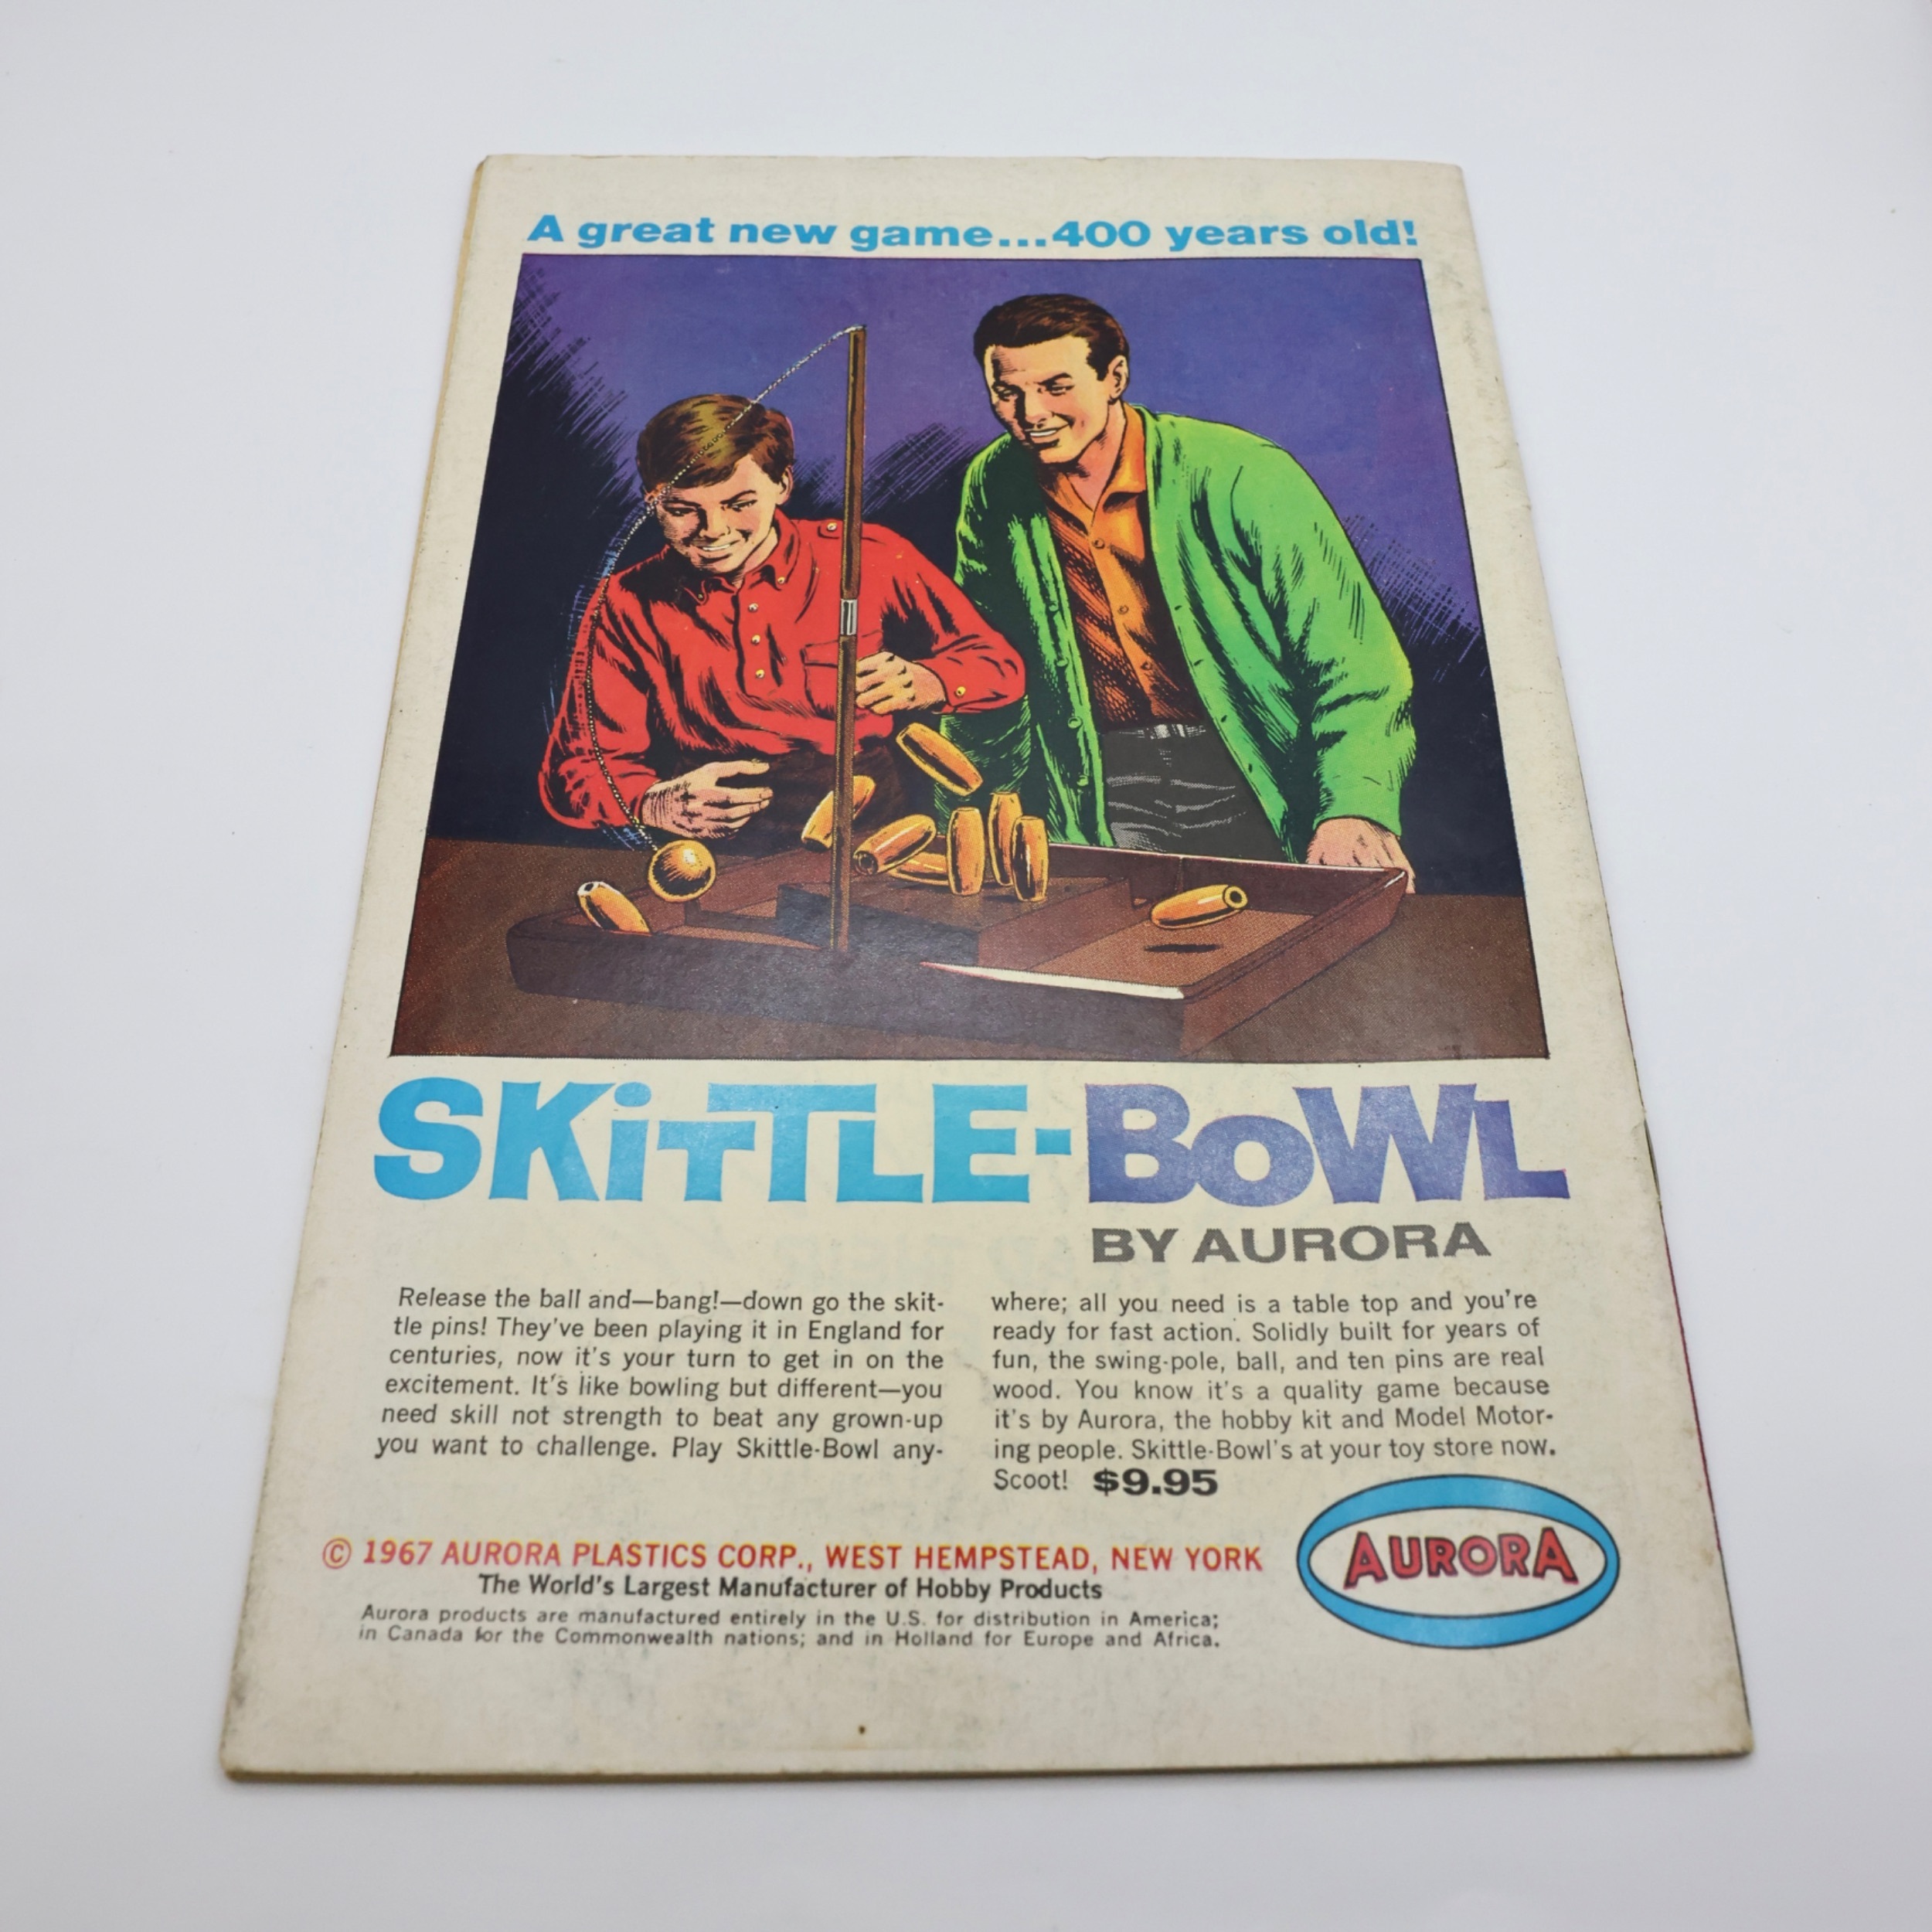 A great new game...400 years old!
SKiTTLE-BoWL
BY AURORA
Release the ball and—bang!—down go the skit-
tle pins! They've been playing it in England for
centuries, now it's your turn to get in on the
excitement. It's like bowling but different—you
need skill not strength to beat any grown-up
you want to challenge. Play Skittle-Bowl any-
where; all you need is a table top and you're
ready for fast action. Solidly built for years of
fun, the swing-pole, ball, and ten pins are real
wood. You know it's a quality game because
it's by Aurora, the hobby kit and Model Motor-
ing people. Skittle-Bowl's at your toy store now.
Scoot! $9.95
© 1967 AURORA PLASTICS CORP., WEST HEMPSTEAD, NEW YORK
The World's Largest Manufacturer of Hobby Products
Aurora products are manufactured entirely in the U.S. for distribution in America;
in Canada for the Commonwealth nations; and in Holland for Europe and Africa.
AURORA